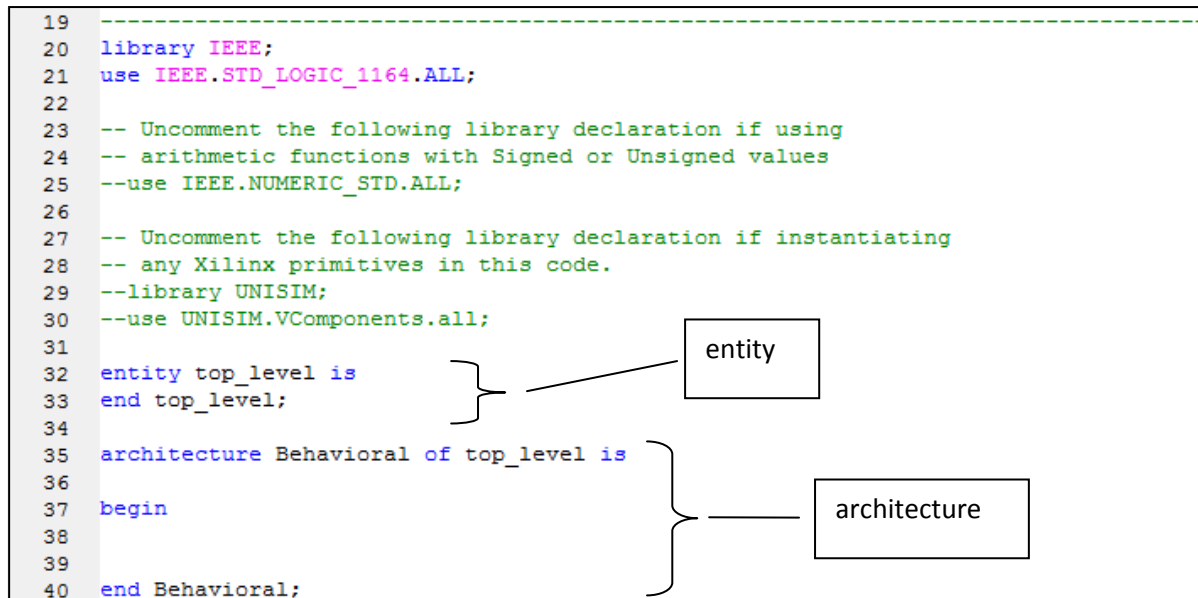 19 --------------------------------------------------------------------------------
20 library IEEE;
21 use IEEE.STD_LOGIC_1164.ALL;
22
23 -- Uncomment the following library declaration if using
24 -- arithmetic functions with Signed or Unsigned values
25 --use IEEE.NUMERIC_STD.ALL;
26
27 -- Uncomment the following library declaration if instantiating
28 -- any Xilinx primitives in this code.
29 --library UNISIM;
30 --use UNISIM.VComponents.all;
31
entity
32 entity top_level is
33 end top_level;
34
35 architecture Behavioral of top_level is
36
37 begin
architecture
38
39
40 end Behavioral;